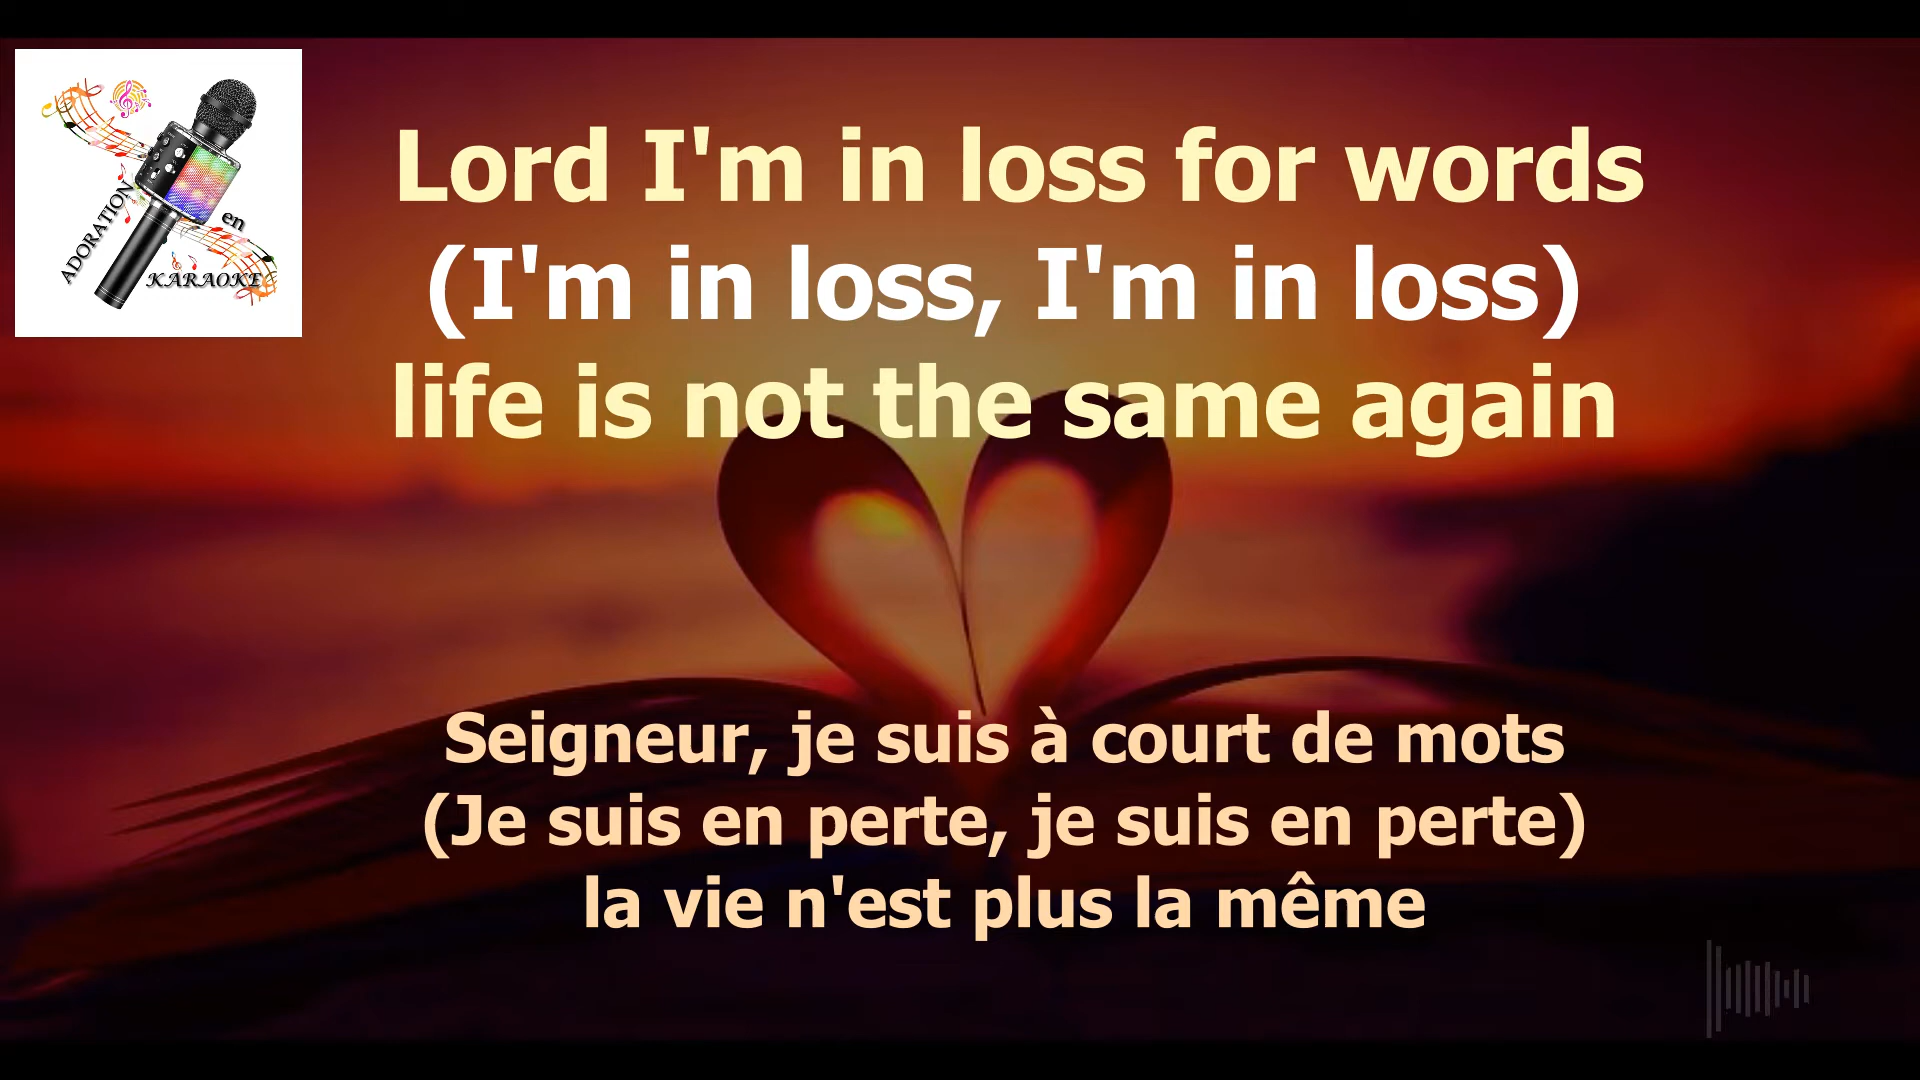 ADORATION
en
KARAOKE
Lord I'm in loss for words
(I'm in loss, I'm in loss)
life is not the same again
Seigneur, je suis à court de mots
(Je suis en perte, je suis en perte)
la vie n'est plus la même